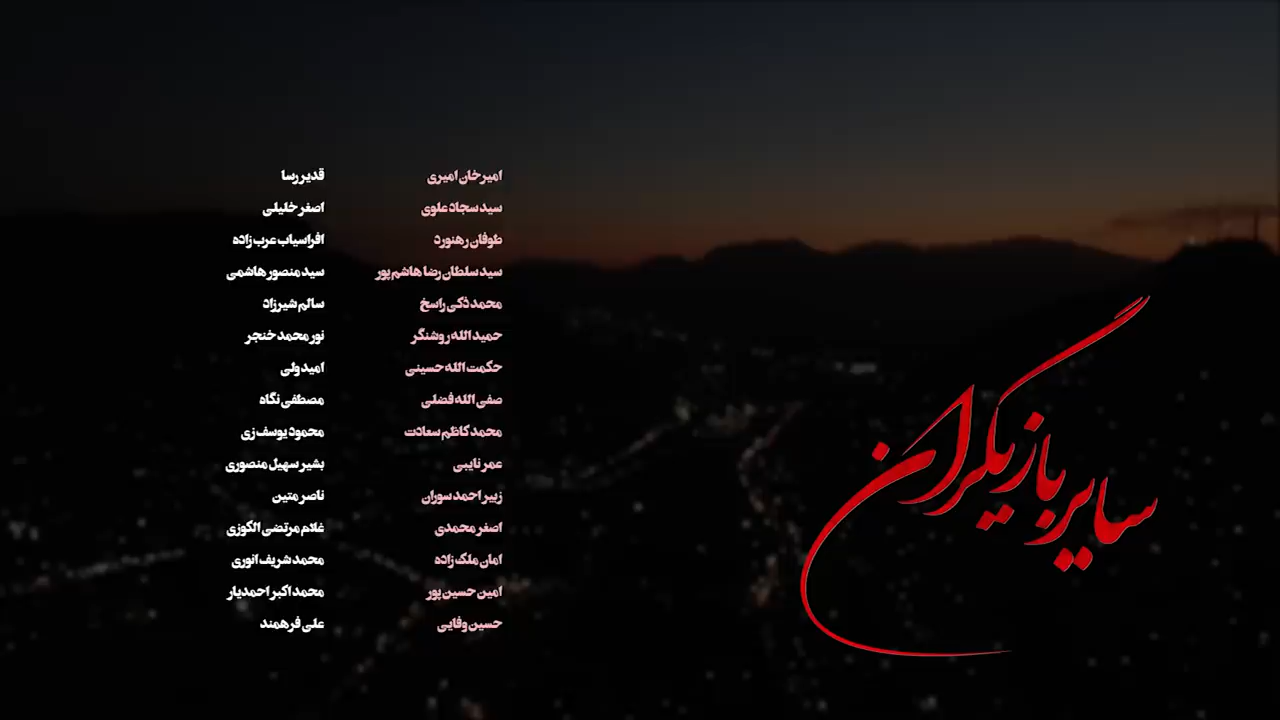 سایر بازیگران
امیرخان امیری
قدیر رسا
سید سجاد علوی
اصغر خلیلی
طوفان رهنورد
افراسیاب عرب زاده
سید سلطان رضا هاشم پور
سید منصور هاشمی
محمد ذکی راسخ
سالم شیرزاد
حمید الله روشنگر
نور محمد خنجر
حکمت الله حسینی
امید ولی
صفی الله فضلی
مصطفی نگاه
محمد کاظم سعادت
محمود یوسف زی
عمر نایبی
بشیر سهیل منصوری
زبیر احمد سوران
ناصر متین
اصغر محمدی
غلام مرتضی الکوزی
امان ملک زاده
محمد شریف انوری
امین حسین پور
محمد اکبر احمدیار
حسین وفایی
علی فرهمند